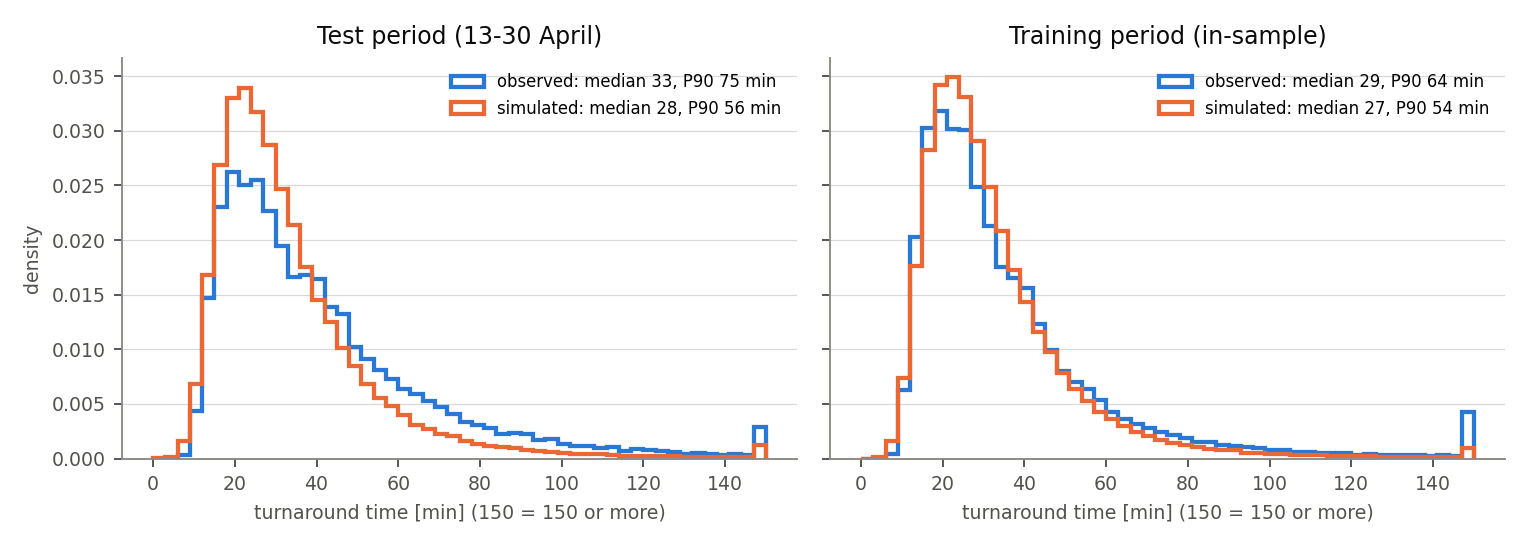 Test period (13-30 April)
observed: median 33, P90 75 min
simulated: median 28, P90 56 min
density
0.035
0.030
0.025
0.020
0.015
0.010
0.005
0.000
0 20 40 60 80 100 120 140
turnaround time [min] (150 = 150 or more)
Training period (in-sample)
observed: median 29, P90 64 min
simulated: median 27, P90 54 min
0 20 40 60 80 100 120 140
turnaround time [min] (150 = 150 or more)